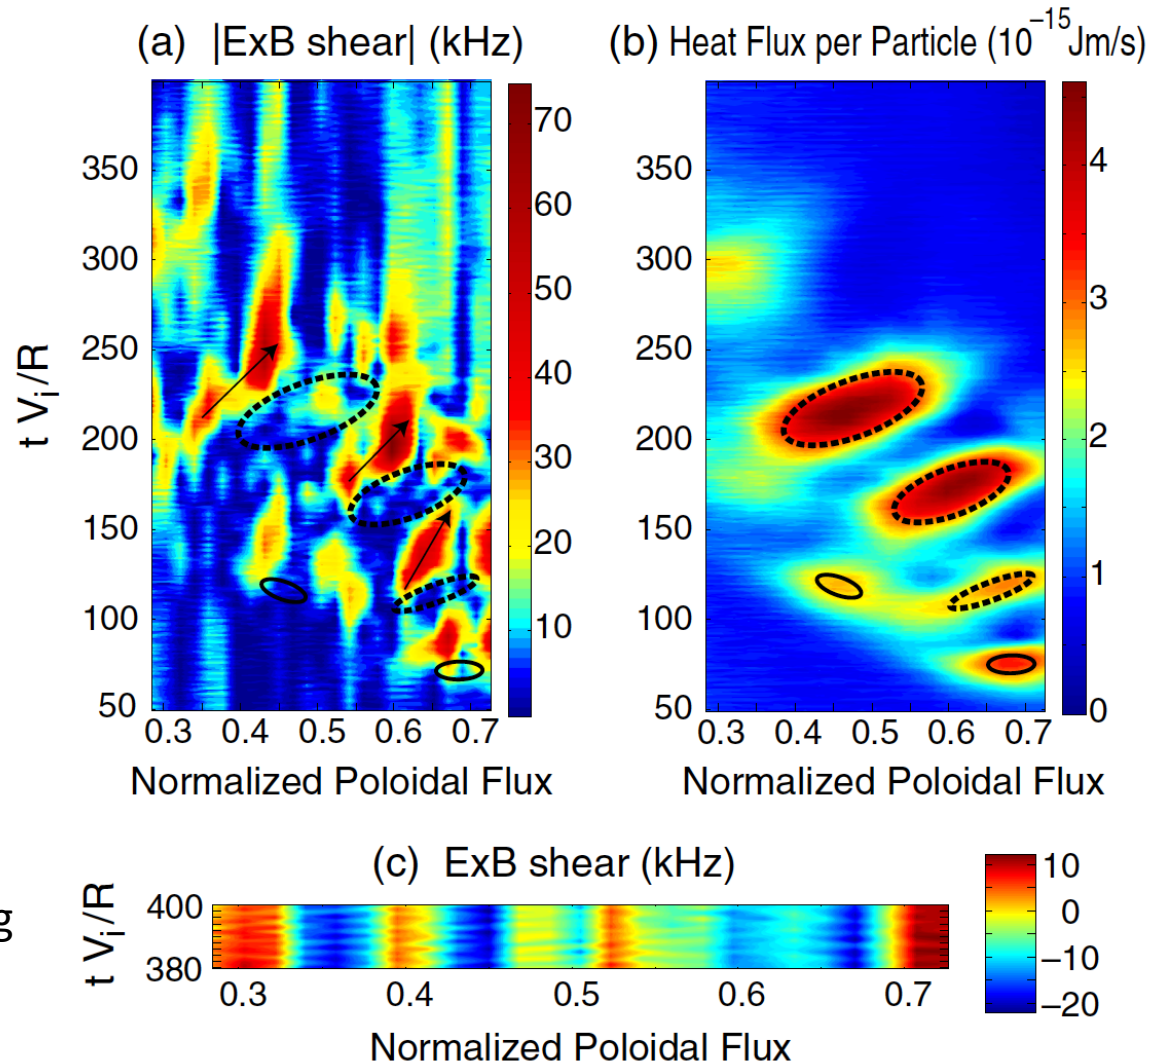 (a) |ExB shear| (kHz)
(b) Heat Flux per Particle (10⁻¹⁵Jm/s)
t Vᵢ/R
350
300
250
200
150
100
50
0.3 0.4 0.5 0.6 0.7
Normalized Poloidal Flux
70
60
50
40
30
20
10
350
300
250
200
150
100
50
0.3 0.4 0.5 0.6 0.7
Normalized Poloidal Flux
4
3
2
1
0
(c) ExB shear (kHz)
g
t Vᵢ/R
400
380
0.3 0.4 0.5 0.6 0.7
Normalized Poloidal Flux
10
0
−10
−20